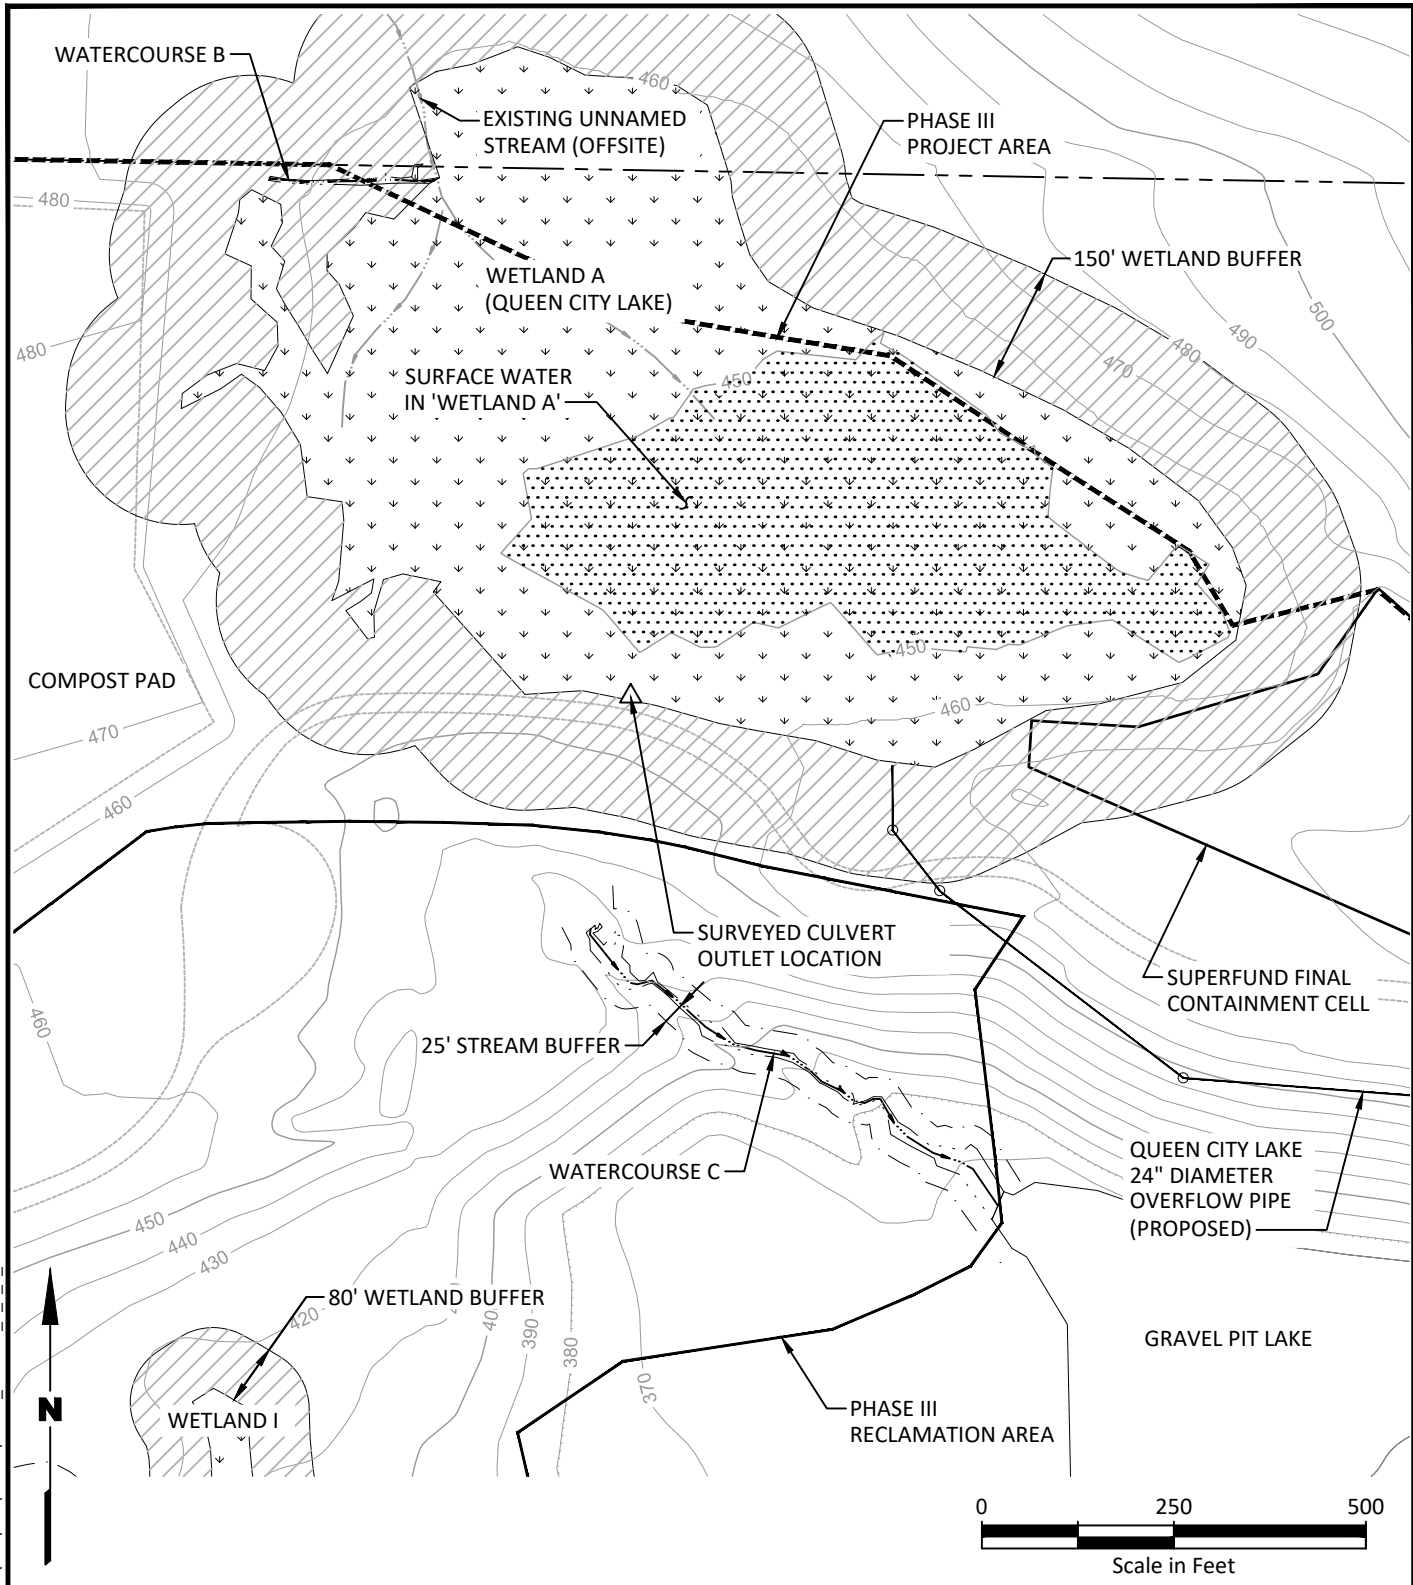 WATERCOURSE B
EXISTING UNNAMED
STREAM (OFFSITE)
460
PHASE III
PROJECT AREA
480
WETLAND A
(QUEEN CITY LAKE)
150' WETLAND BUFFER
500
490
480
470
480
SURFACE WATER
IN 'WETLAND A'
450
450
COMPOST PAD
470
460
460
SURVEYED CULVERT
OUTLET LOCATION
SUPERFUND FINAL
CONTAINMENT CELL
460
25' STREAM BUFFER
WATERCOURSE C
QUEEN CITY LAKE
24" DIAMETER
OVERFLOW PIPE
(PROPOSED)
450
440
430
80' WETLAND BUFFER
420
390
380
370
GRAVEL PIT LAKE
WETLAND I
N
PHASE III
RECLAMATION AREA
0 250 500
Scale in Feet